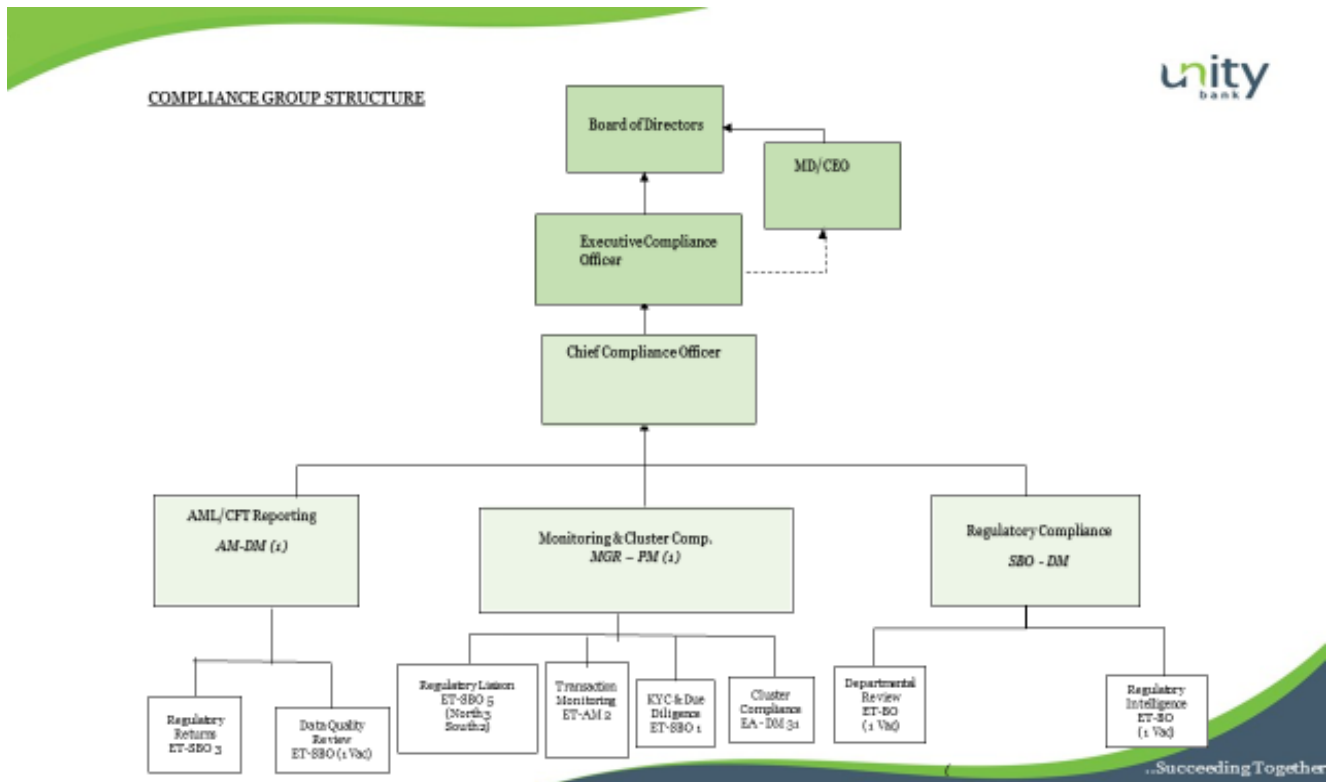 unity
bank
COMPLIANCE GROUP STRUCTURE
Board of Directors
MD/CEO
Executive Compliance
Officer
Chief Compliance Officer
AML/CFT Reporting
AM-DM (1)
Monitoring & Cluster Comp.
MGR – PM (1)
Regulatory Compliance
SBO - DM
Regulatory
Returns
ET-SBO 3
Data Quality
Review
ET-SBO (1 Vac)
Regulatory Liaison
ET-SBO 5
(North3
South2)
Transaction
Monitoring
ET-AM 2
KYC & Due
Diligence
ET-SBO 1
Cluster
Compliance
EA - DM 31
Departmental
Review
ET-BO
(1 Vac)
Regulatory
Intelligence
ET-BO
(1 Vac)
(
..Succeeding Together